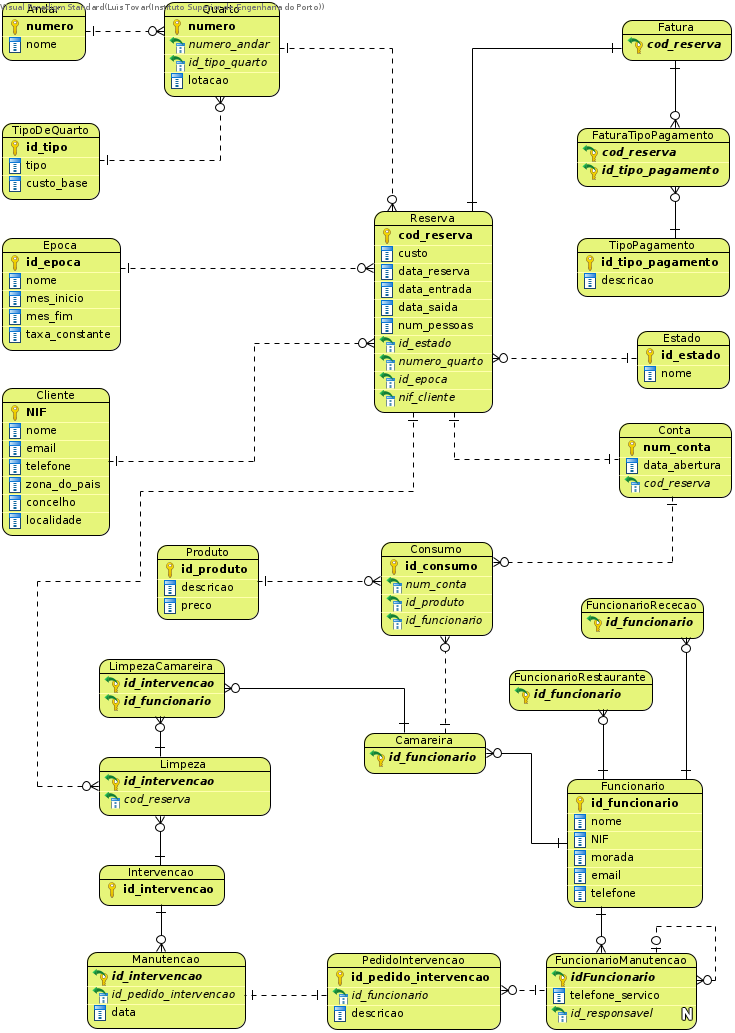 Visual Paradigm Standard(Luis Tovar(Instituto Superior de Engenharia do Porto))
Andar
numero
nome
Quarto
numero
numero_andar
id_tipo_quarto
lotacao
Fatura
cod_reserva
TipoDeQuarto
id_tipo
tipo
custo_base
FaturaTipoPagamento
cod_reserva
id_tipo_pagamento
Reserva
cod_reserva
custo
data_reserva
data_entrada
data_saida
num_pessoas
id_estado
numero_quarto
id_epoca
nif_cliente
Epoca
id_epoca
nome
mes_inicio
mes_fim
taxa_constante
TipoPagamento
id_tipo_pagamento
descricao
Estado
id_estado
nome
Cliente
NIF
nome
email
telefone
zona_do_pais
concelho
localidade
Conta
num_conta
data_abertura
cod_reserva
Produto
id_produto
descricao
preco
Consumo
id_consumo
num_conta
id_produto
id_funcionario
FuncionarioRececao
id_funcionario
LimpezaCamareira
id_intervencao
id_funcionario
FuncionarioRestaurante
id_funcionario
Camareira
id_funcionario
Limpeza
id_intervencao
cod_reserva
Funcionario
id_funcionario
nome
NIF
morada
email
telefone
Intervencao
id_intervencao
Manutencao
id_intervencao
id_pedido_intervencao
data
PedidoIntervencao
id_pedido_intervencao
id_funcionario
descricao
FuncionarioManutencao
idFuncionario
telefone_servico
id_responsavel
N